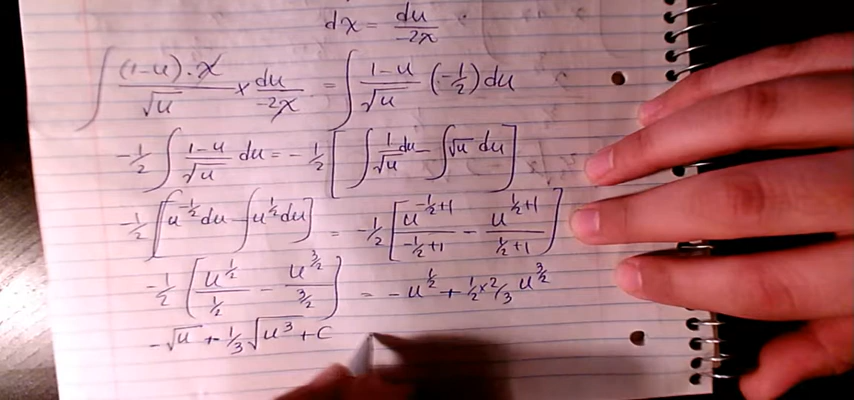 dx = du/-2x
∫ (1-u)·x/√u × du/-2x = ∫ 1-u/√u (-1/2) du
-1/2 ∫ 1-u/√u du = -1/2 [ ∫ 1/√u du - ∫ √u du ]
-1/2 [ ∫ u^(-1/2) du - ∫ u^(1/2) du ] = -1/2 [ u^(-1/2+1)/(-1/2+1) - u^(1/2+1)/(1/2+1) ]
-1/2 [ u^(1/2)/(1/2) - u^(3/2)/(3/2) ] = -u^(1/2) + 1/2 × 2/3 u^(3/2)
-√u + 1/3 √u³ + C